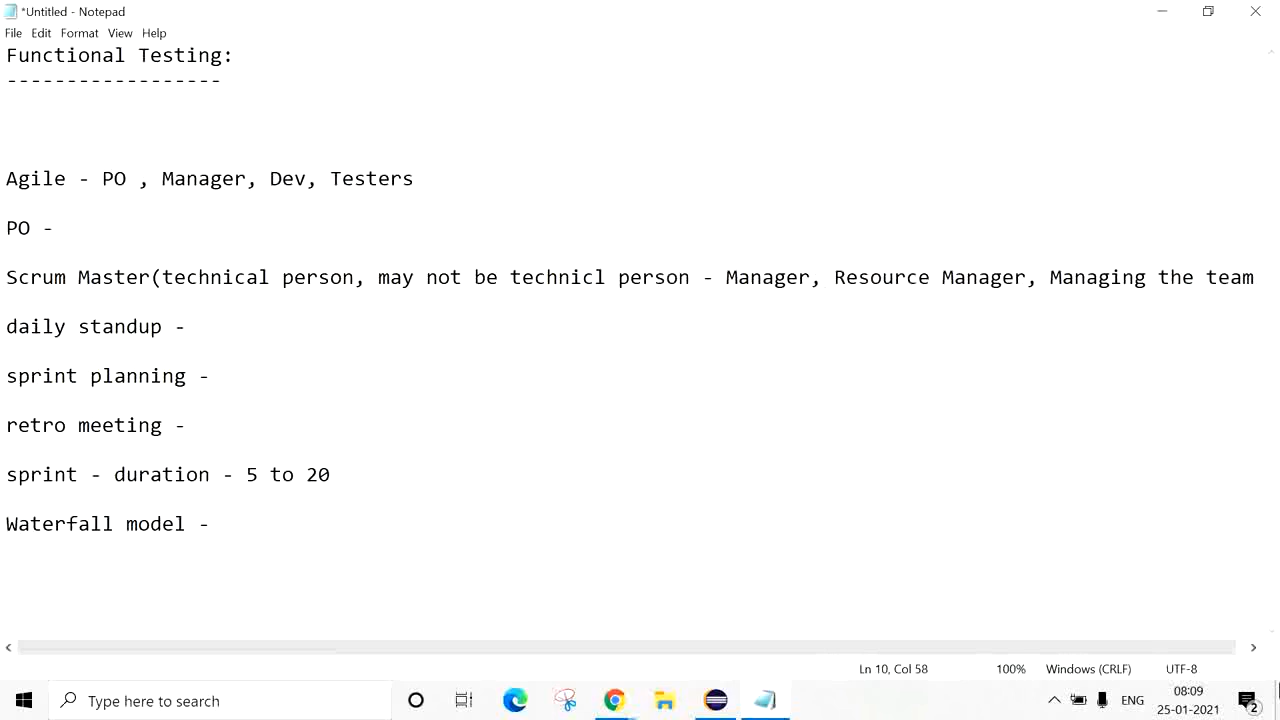 *Untitled - Notepad
File Edit Format View Help
Functional Testing:
------------------
Agile - PO , Manager, Dev, Testers
PO -
Scrum Master(technical person, may not be technicl person - Manager, Resource Manager, Managing the team
daily standup -
sprint planning -
retro meeting -
sprint - duration - 5 to 20
Waterfall model -
Ln 10, Col 58 100% Windows (CRLF) UTF-8
Type here to search
ENG
08:09
25-01-2021
2